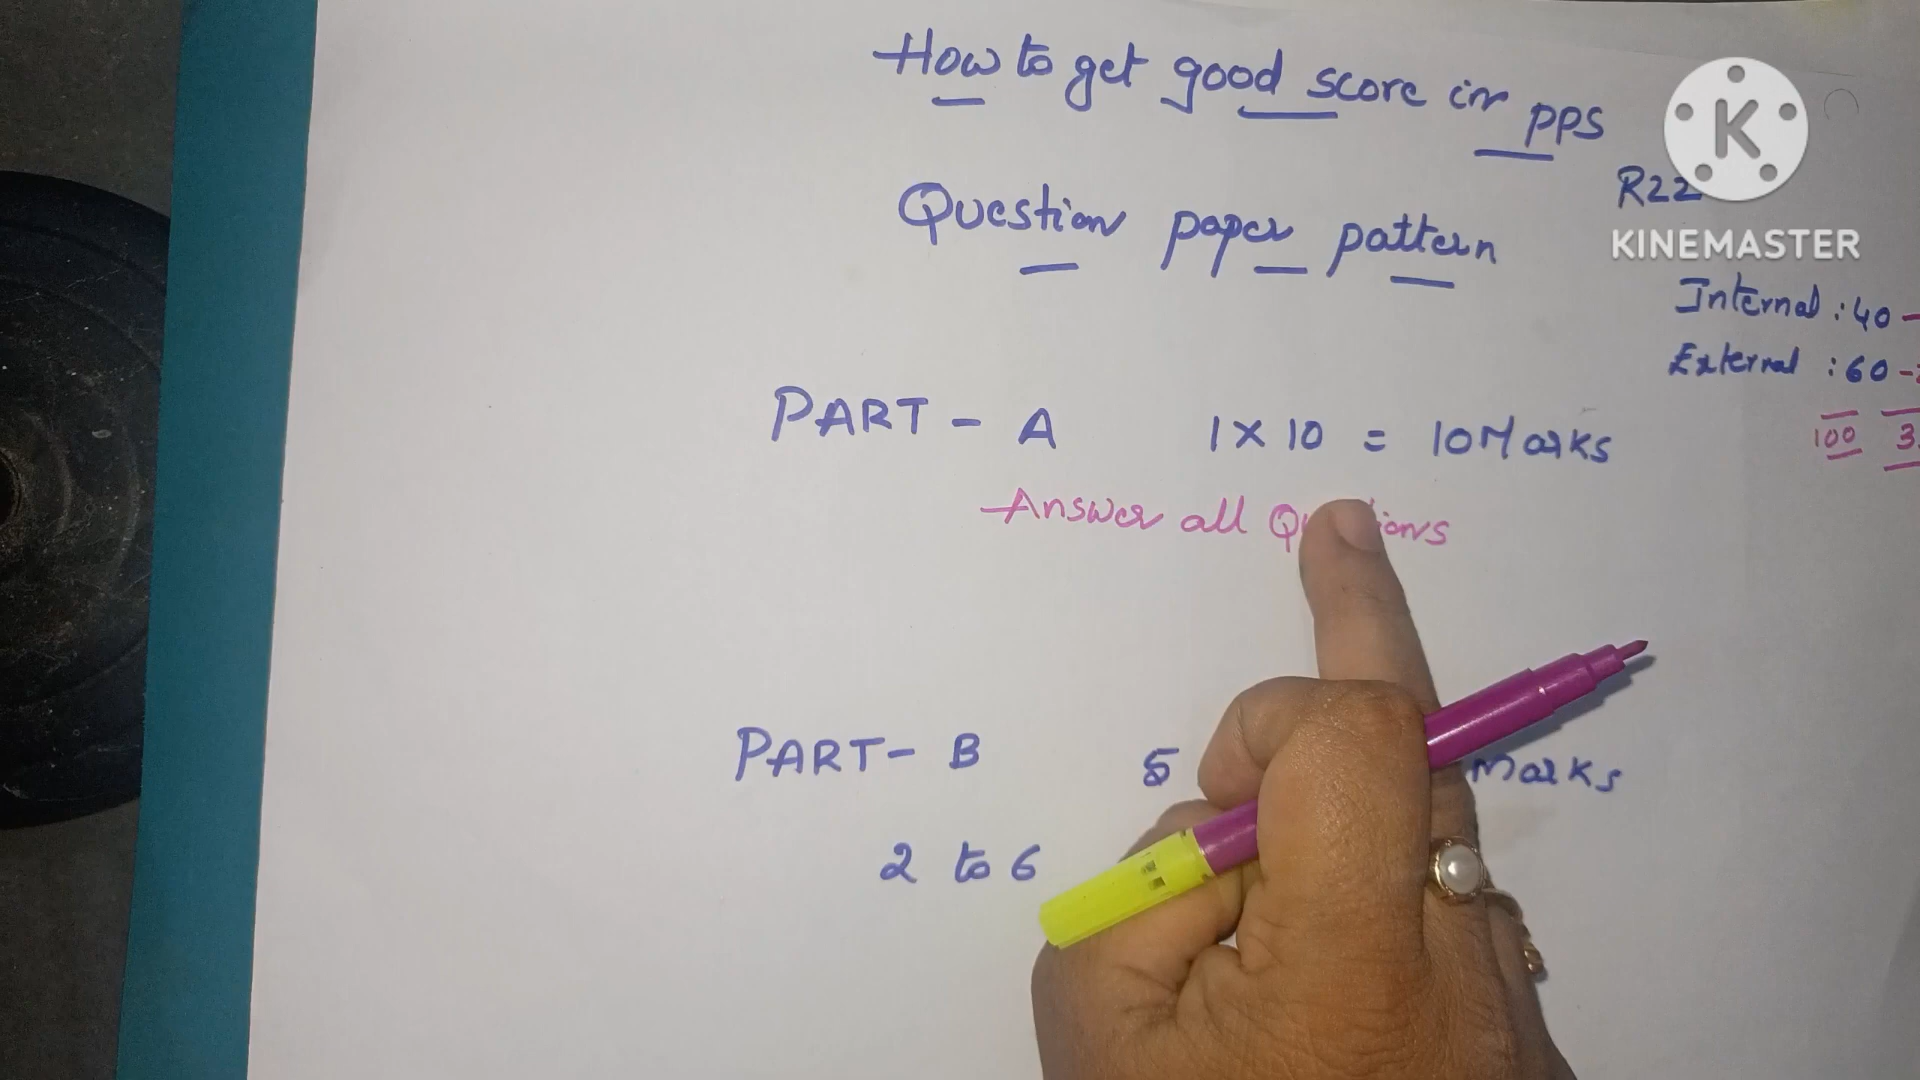 How to get good score in PPS
Question paper pattern
R22
K
KINEMASTER
Internal : 40 -
External : 60 -
100 3
PART - A 1 X 10 = 10 Marks
Answer all
PART - B 5 Marks
2 to 6